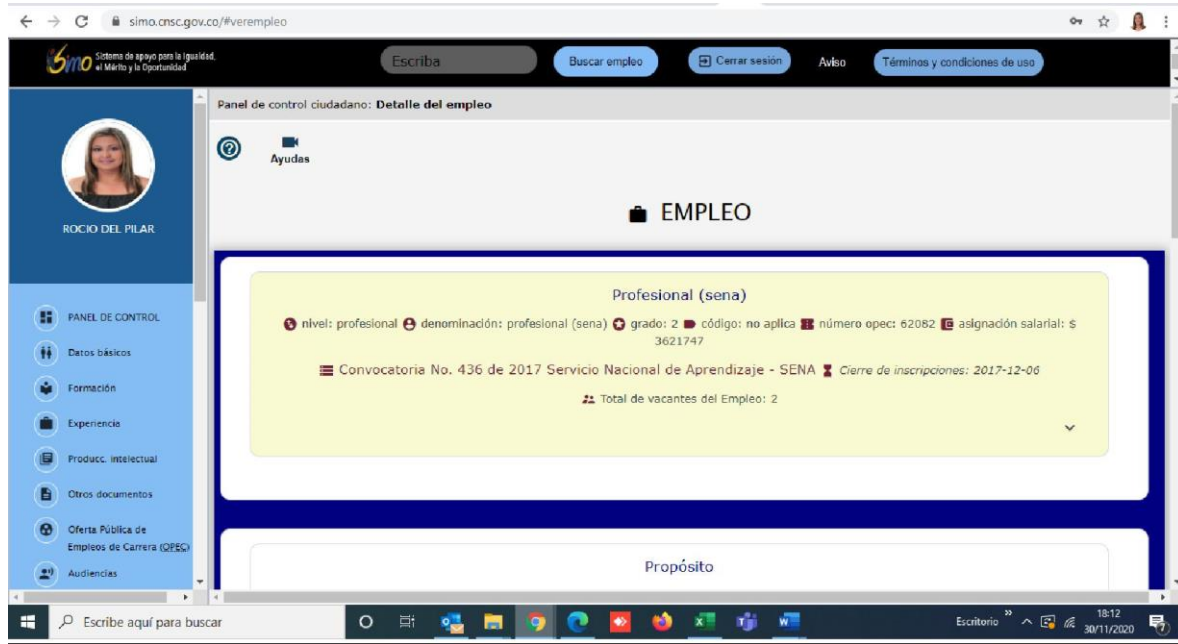 simo.cnsc.gov.co/#verempleo
Simo Sistema de apoyo para la Igualdad,
el Mérito y la Oportunidad
Escriba
Buscar empleo
Cerrar sesión
Aviso
Términos y condiciones de uso
Panel de control ciudadano: Detalle del empleo
Ayudas
ROCIO DEL PILAR
EMPLEO
PANEL DE CONTROL
Datos básicos
Formación
Experiencia
Producc. intelectual
Otros documentos
Oferta Pública de
Empleos de Carrera (OPEC)
Audiencias
Profesional (sena)
nivel: profesional denominación: profesional (sena) grado: 2 código: no aplica número opec: 62082 asignación salarial: $
3621747
Convocatoria No. 436 de 2017 Servicio Nacional de Aprendizaje - SENA Cierre de inscripciones: 2017-12-06
Total de vacantes del Empleo: 2
Propósito
Escribe aquí para buscar
Escritorio
18:12
30/11/2020